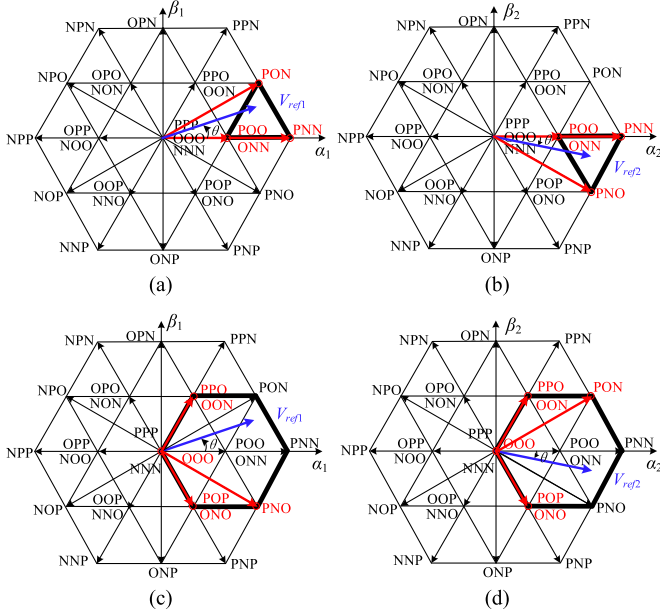 β1
OPN
NPN
PPN
NPO
OPO
NON
PPO
OON
PON
Vref1
PPP
θ
NPP
OPP
NOO
OOO
NNN
POO
ONN
PNN
α1
NOP
OOP
NNO
POP
ONO
PNO
NNP
ONP
PNP
(a)
β2
OPN
NPN
PPN
NPO
OPO
NON
PPO
OON
PON
PPP
NPP
OPP
NOO
OOO
NNN
θ
POO
ONN
PNN
α2
Vref2
NOP
OOP
NNO
POP
ONO
PNO
NNP
ONP
PNP
(b)
β1
OPN
NPN
PPN
NPO
OPO
NON
PPO
OON
PON
Vref1
PPP
θ
NPP
OPP
NOO
NNN
OOO
POO
ONN
PNN
α1
NOP
OOP
NNO
POP
ONO
PNO
NNP
ONP
PNP
(c)
β2
OPN
NPN
PPN
NPO
OPO
NON
PPO
OON
PON
PPP
NPP
OPP
NOO
OOO
NNN
θ
POO
ONN
PNN
α2
Vref2
NOP
OOP
NNO
POP
ONO
PNO
NNP
ONP
PNP
(d)